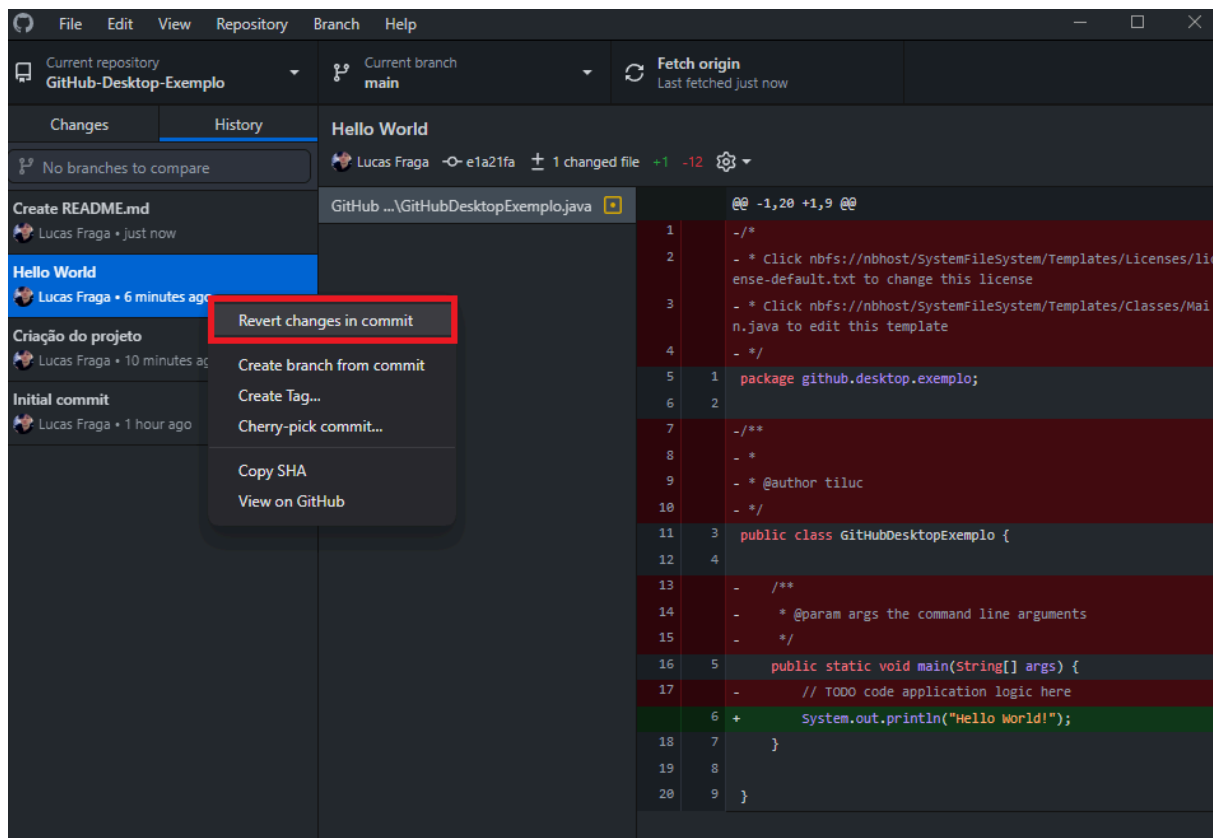 File Edit View Repository Branch Help
Current repository
GitHub-Desktop-Exemplo
Current branch
main
Fetch origin
Last fetched just now
Changes
History
No branches to compare
Create README.md
Lucas Fraga • just now
Hello World
Lucas Fraga • 6 minutes ago
Criação do projeto
Lucas Fraga • 10 minutes ag
Initial commit
Lucas Fraga • 1 hour ago
Revert changes in commit
Create branch from commit
Create Tag...
Cherry-pick commit...
Copy SHA
View on GitHub
Hello World
Lucas Fraga e1a21fa 1 changed file +1 -12
GitHub ...\GitHubDesktopExemplo.java
@@ -1,20 +1,9 @@
1 -/*
2 - * Click nbfs://nbhost/SystemFileSystem/Templates/Licenses/lic
ense-default.txt to change this license
3 - * Click nbfs://nbhost/SystemFileSystem/Templates/Classes/Mai
n.java to edit this template
4 - */
5 1 package github.desktop.exemplo;
6 2
7 -/**
8 - *
9 - * @author tiluc
10 - */
11 3 public class GitHubDesktopExemplo {
12 4
13 - /**
14 - * @param args the command line arguments
15 - */
16 5 public static void main(String[] args) {
17 - // TODO code application logic here
6 + System.out.println("Hello World!");
18 7 }
19 8
20 9 }